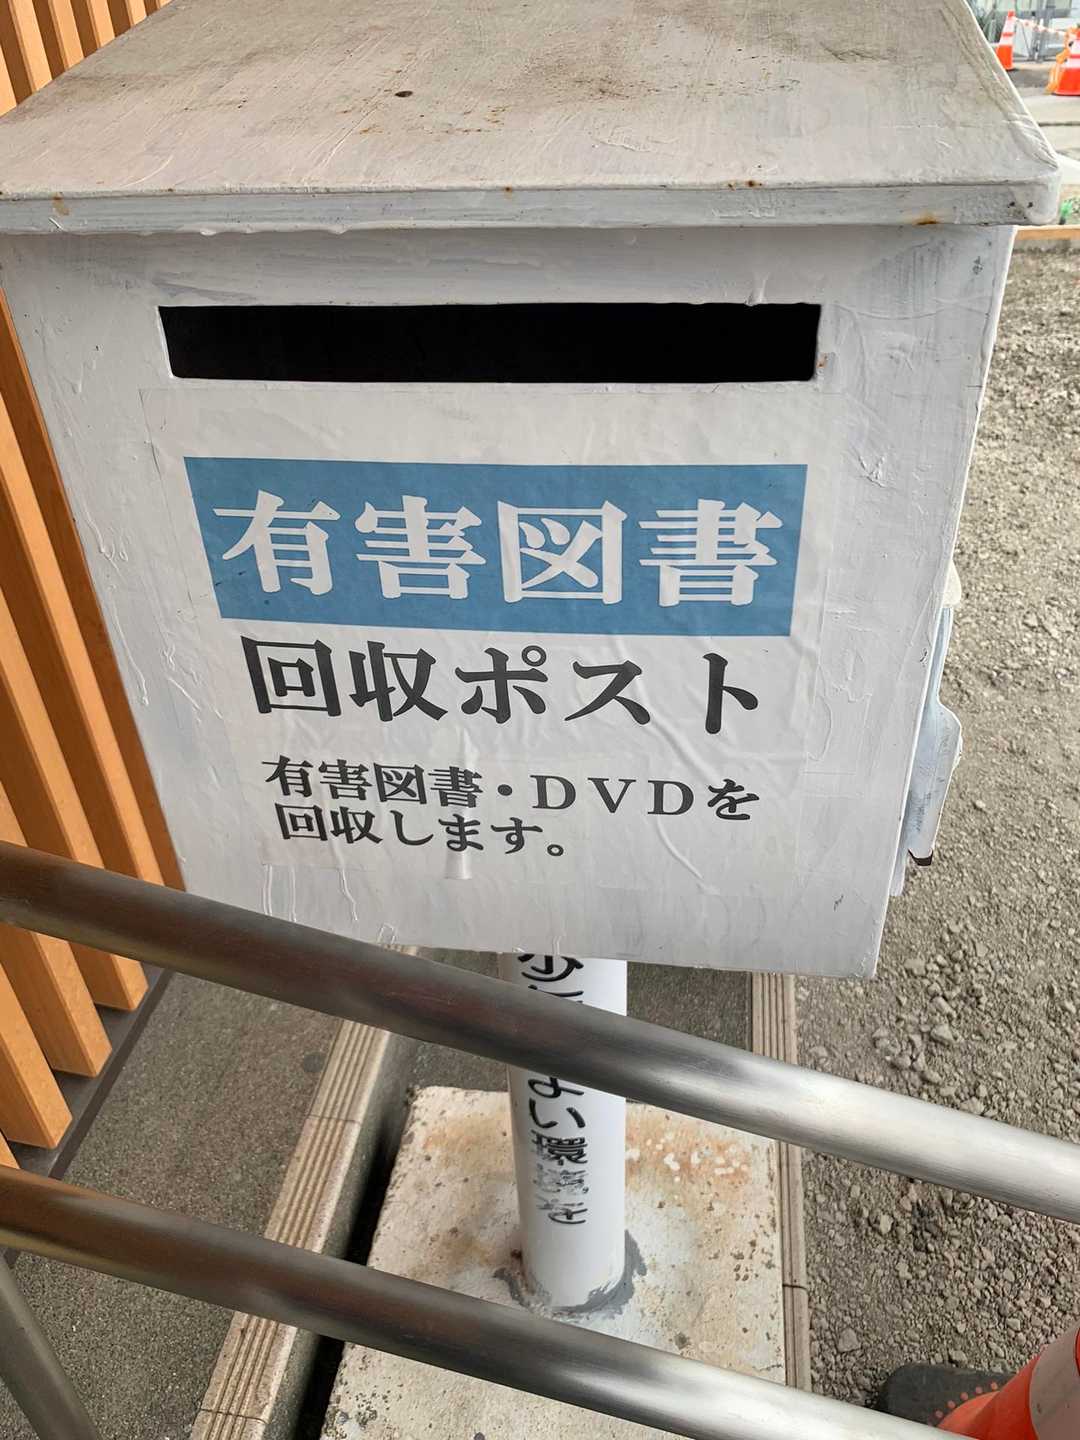 有害図書
回収ポスト
有害図書・DVDを
回収します。
よい環境を